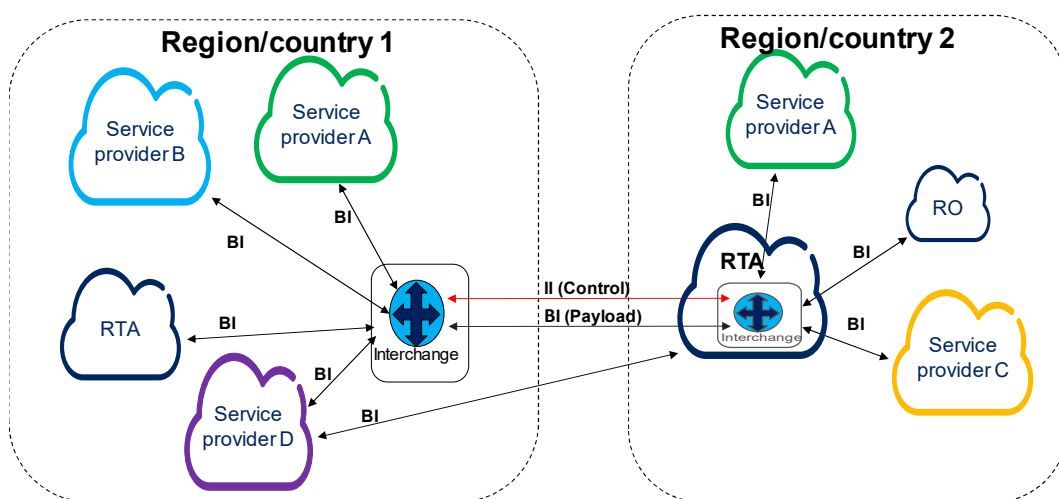 Region/country 1
Region/country 2
Service
provider B
Service
provider A
Service
provider A
BI
BI
BI
RO
RTA
BI
II (Control)
RTA
BI
BI (Payload)
Interchange
Interchange
BI
BI
Service
provider C
Service
provider D
BI